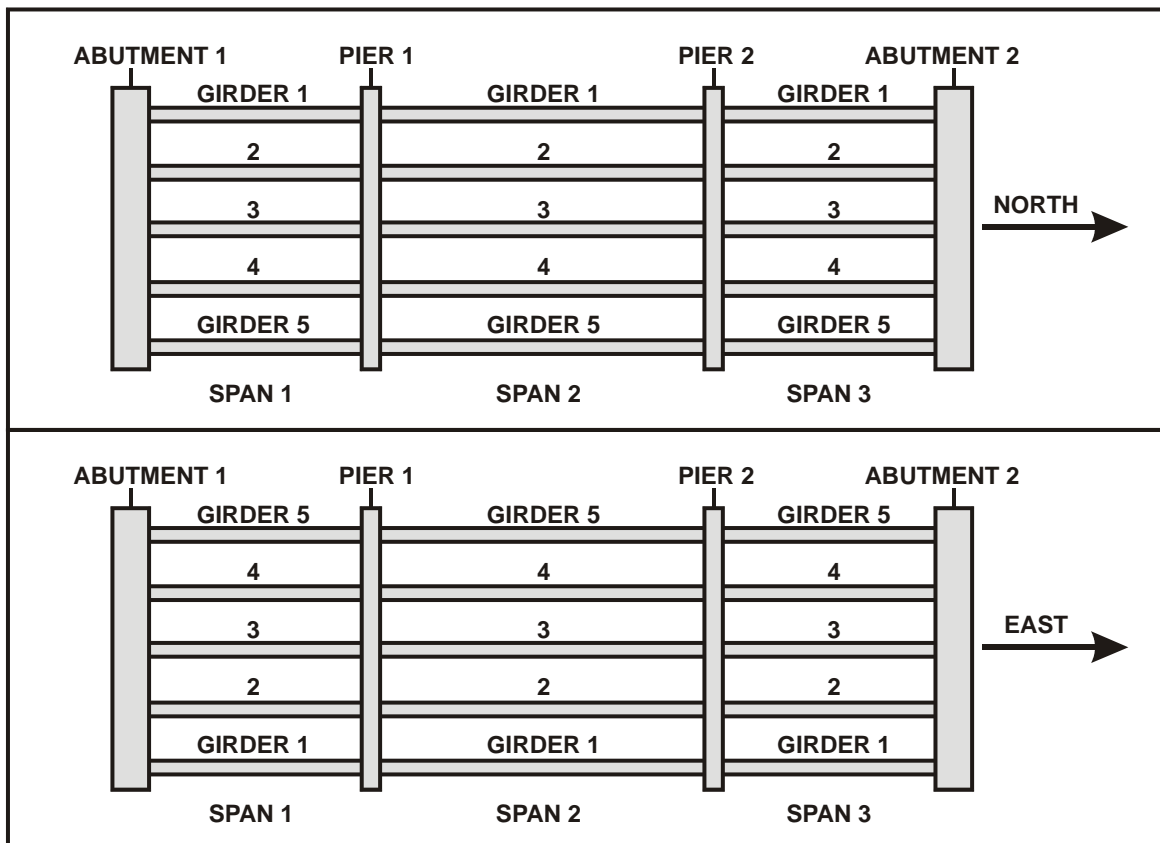 ABUTMENT 1 PIER 1 PIER 2 ABUTMENT 2
GIRDER 1 GIRDER 1 GIRDER 1
2 2 2
3 3 3
NORTH
4 4 4
GIRDER 5 GIRDER 5 GIRDER 5
SPAN 1 SPAN 2 SPAN 3
ABUTMENT 1 PIER 1 PIER 2 ABUTMENT 2
GIRDER 5 GIRDER 5 GIRDER 5
4 4 4
3 3 3
EAST
2 2 2
GIRDER 1 GIRDER 1 GIRDER 1
SPAN 1 SPAN 2 SPAN 3